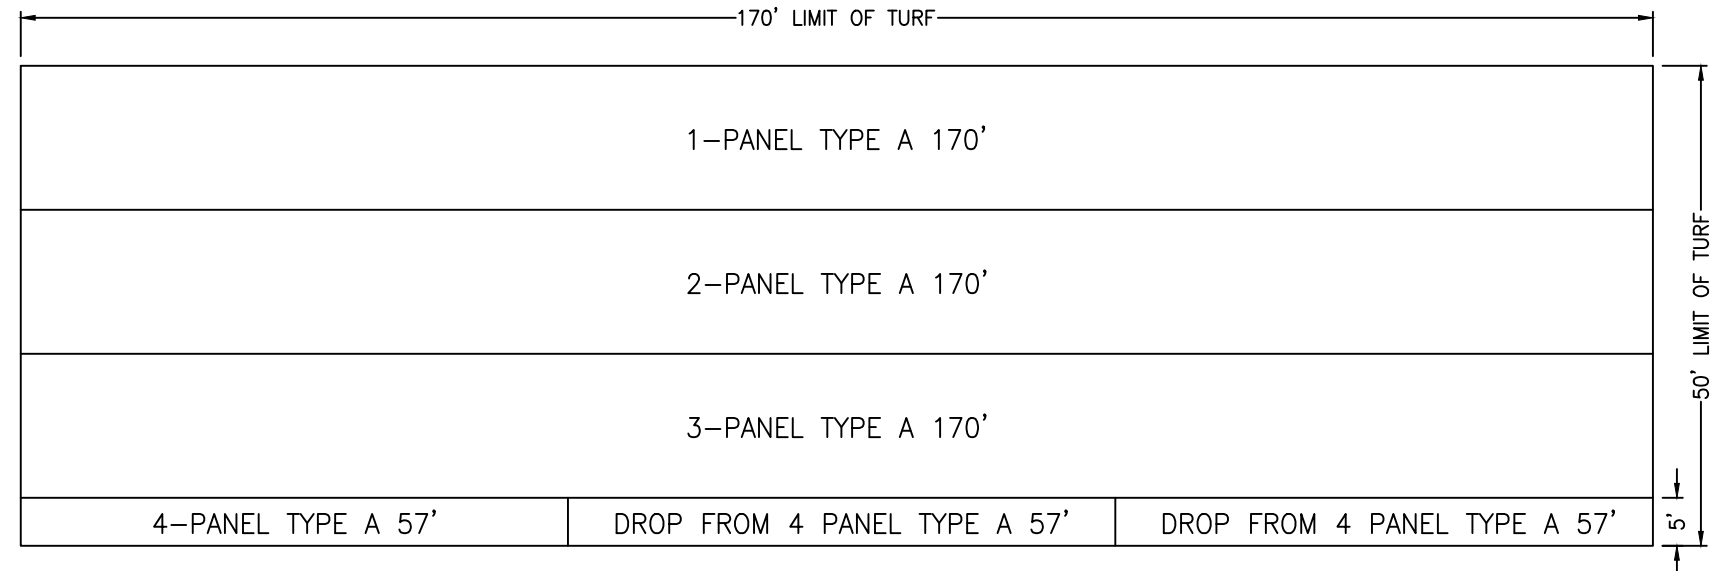 170' LIMIT OF TURF
1-PANEL TYPE A 170'
2-PANEL TYPE A 170'
50' LIMIT OF TURF
3-PANEL TYPE A 170'
4-PANEL TYPE A 57'
DROP FROM 4 PANEL TYPE A 57'
DROP FROM 4 PANEL TYPE A 57'
5'